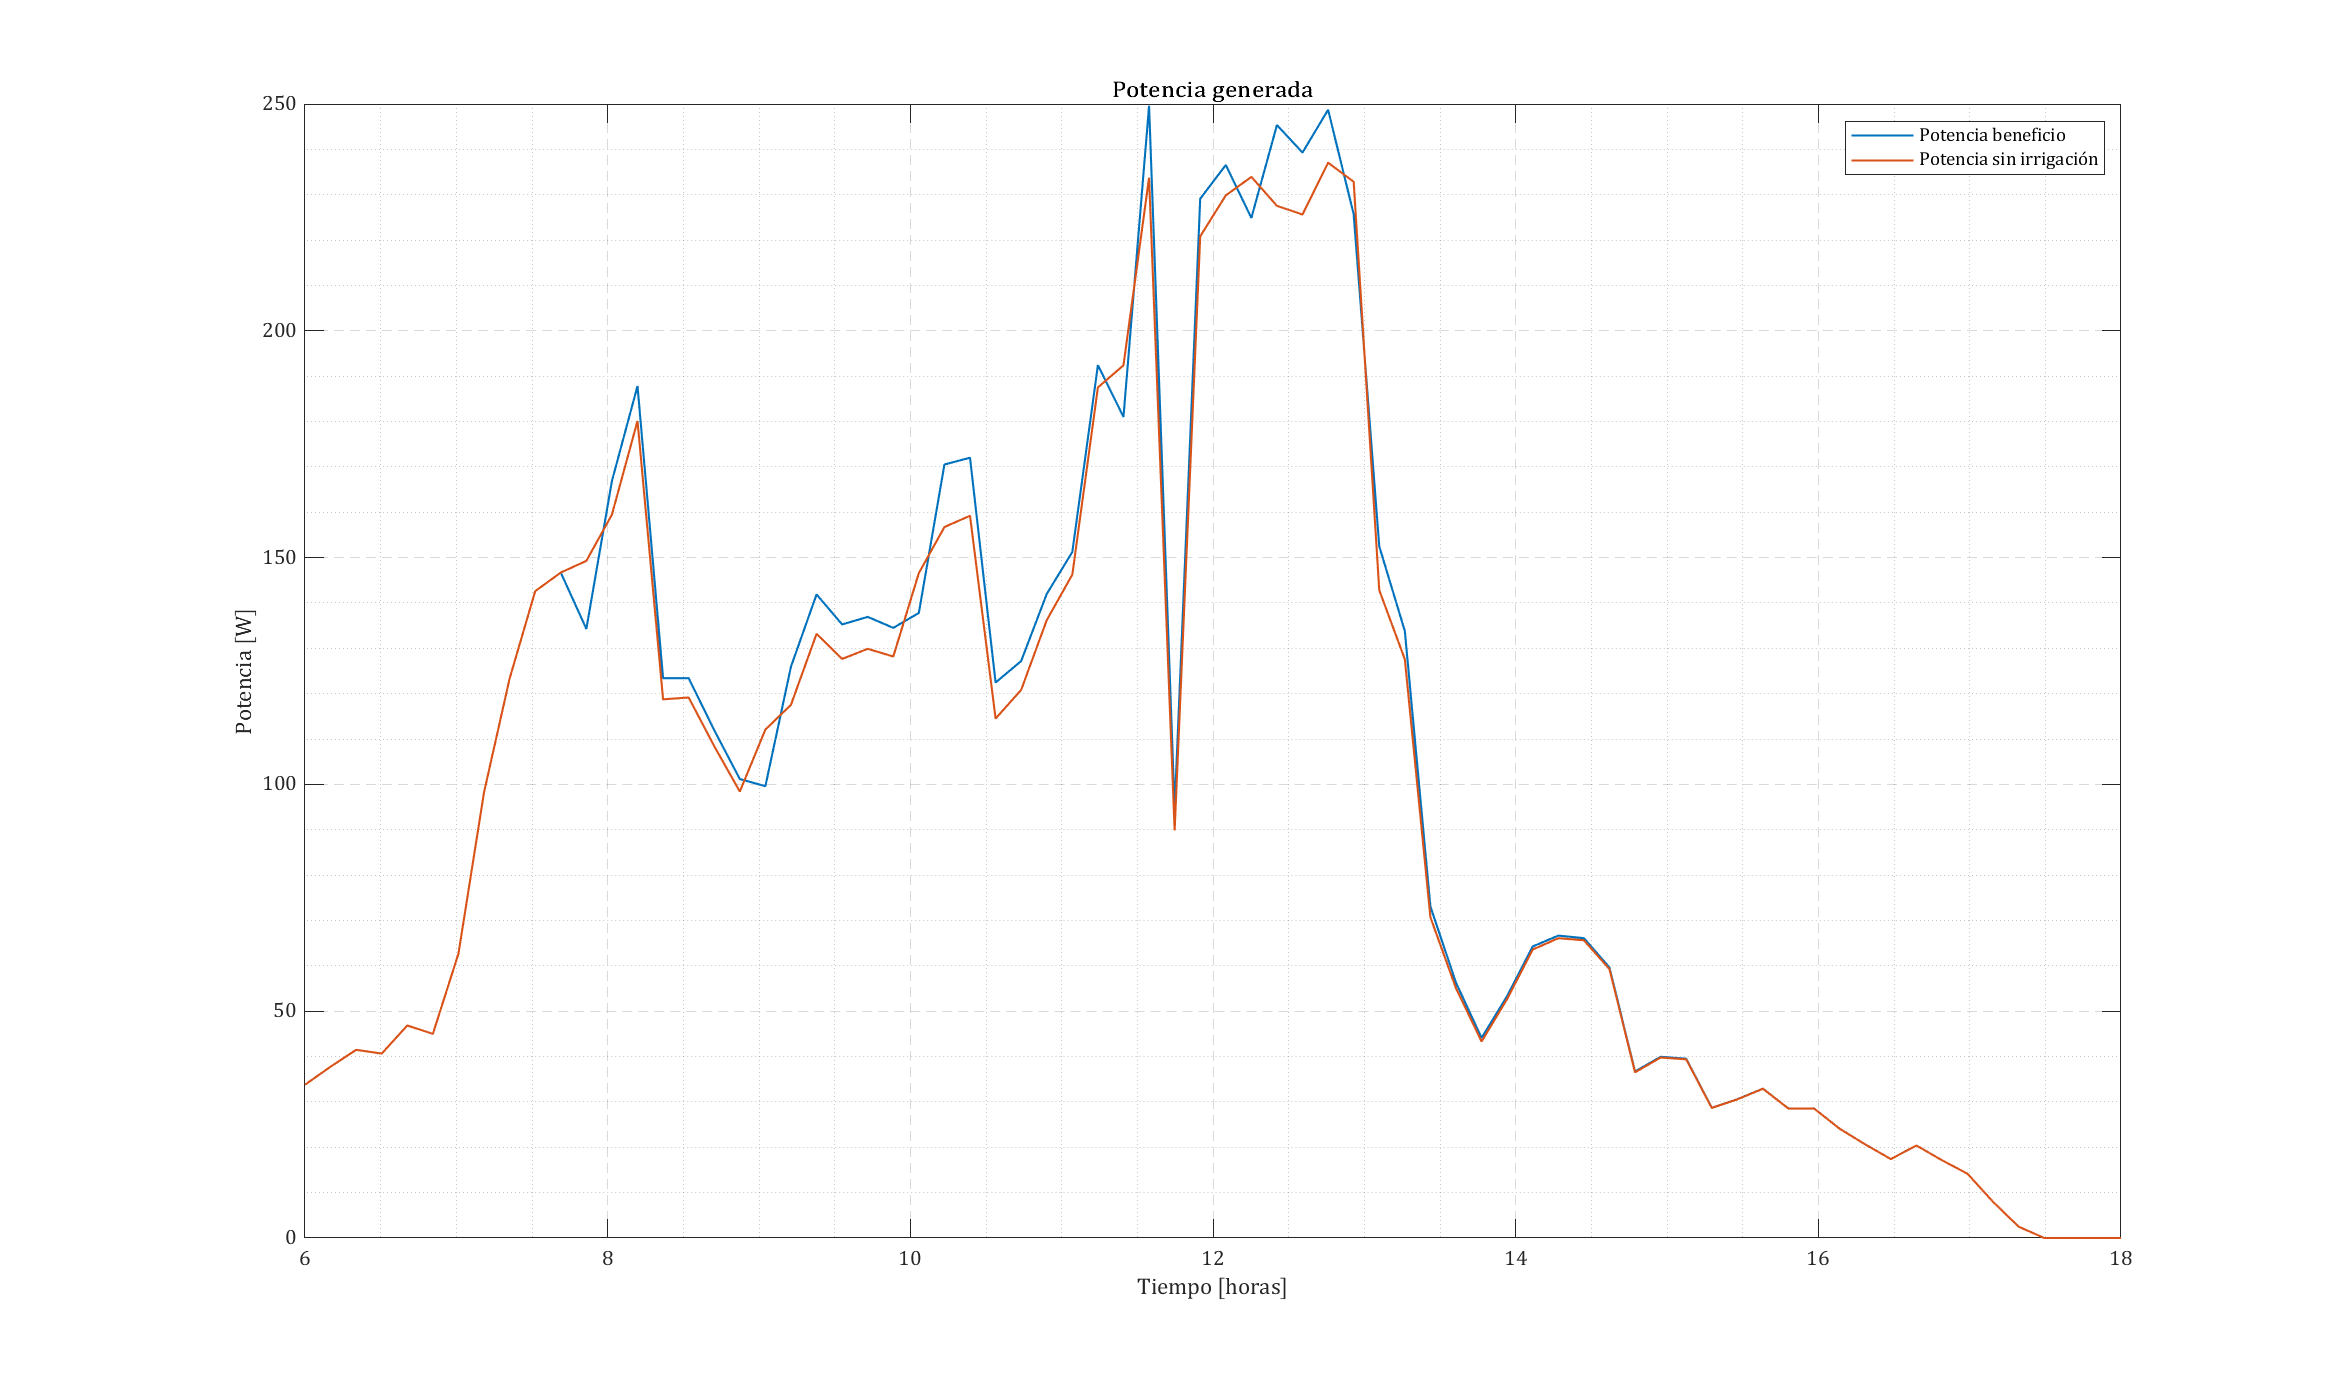 Potencia generada
250
200
150
100
50
0
Potencia [W]
Potencia beneficio
Potencia sin irrigación
6 8 10 12 14 16 18
Tiempo [horas]